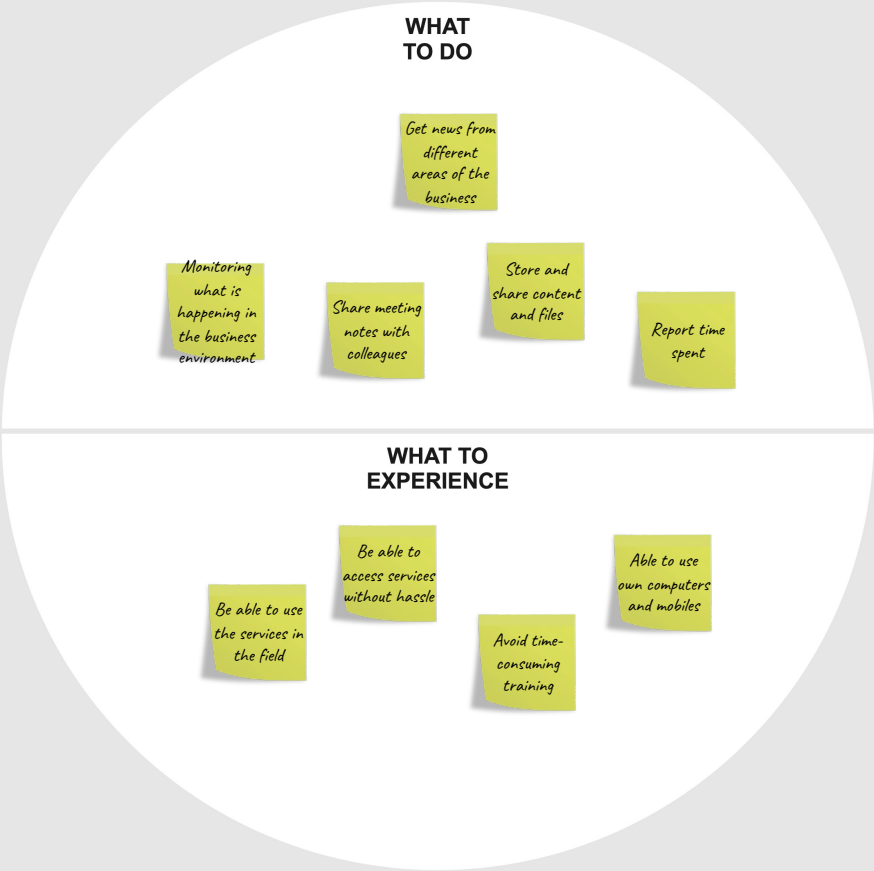 WHAT
TO DO
Get news from
different
areas of the
business
Monitoring
what is
happening in
the business
environment
Share meeting
notes with
colleagues
Store and
share content
and files
Report time
spent
WHAT TO
EXPERIENCE
Be able to use
the services in
the field
Be able to
access services
without hassle
Avoid time-
consuming
training
Able to use
own computers
and mobiles